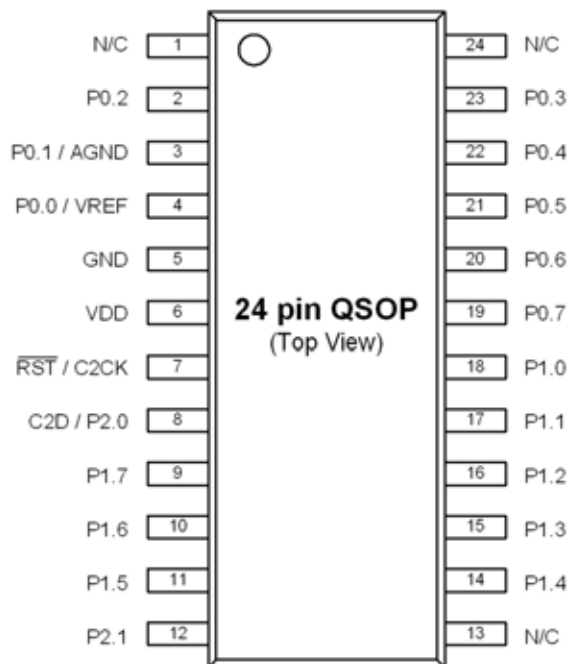 N/C 1 24 N/C
P0.2 2 23 P0.3
P0.1 / AGND 3 22 P0.4
P0.0 / VREF 4 21 P0.5
GND 5 20 P0.6
VDD 6 19 P0.7
24 pin QSOP
(Top View)
RST / C2CK 7 18 P1.0
C2D / P2.0 8 17 P1.1
P1.7 9 16 P1.2
P1.6 10 15 P1.3
P1.5 11 14 P1.4
P2.1 12 13 N/C